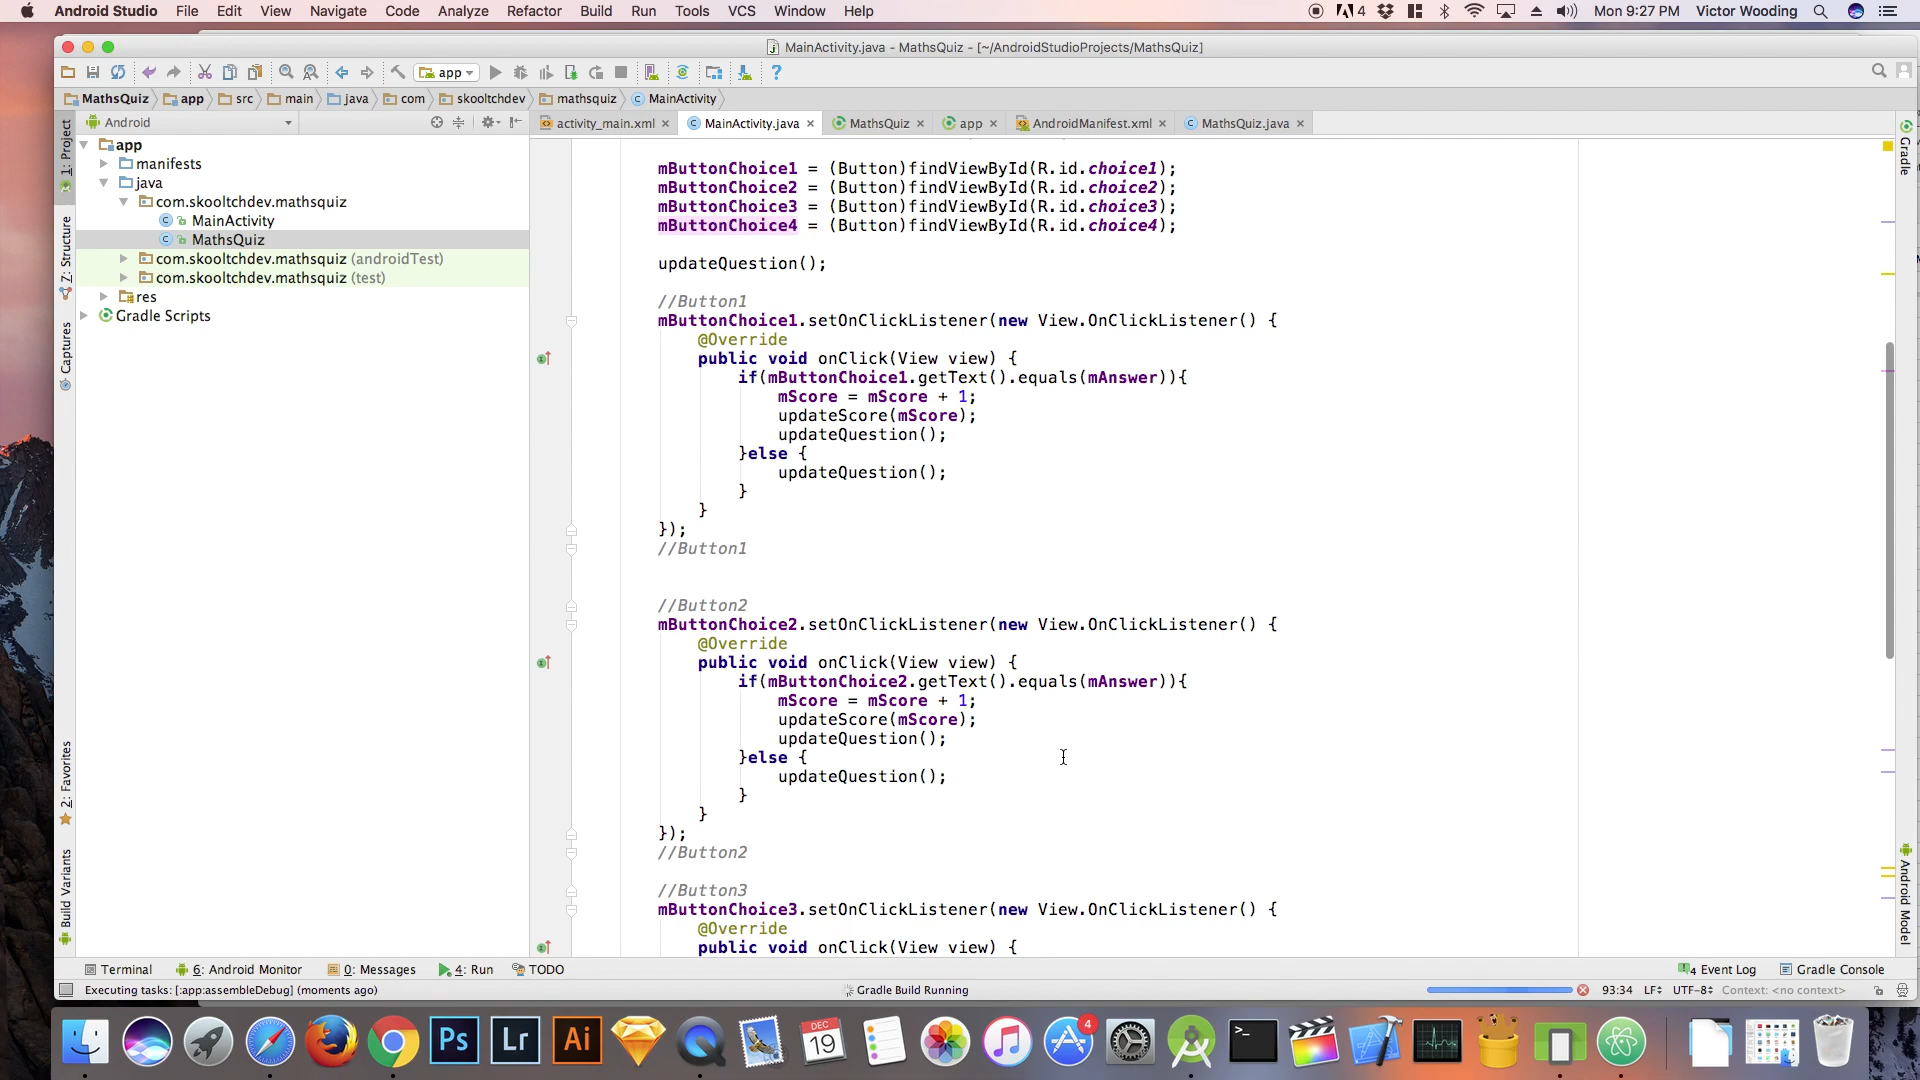 Android Studio File Edit View Navigate Code Analyze Refactor Build Run Tools VCS Window Help 4 Mon 9:27 PM Victor Wooding
MainActivity.java - MathsQuiz - [~/AndroidStudioProjects/MathsQuiz]
app
MathsQuiz app src main java com skooltchdev mathsquiz MainActivity
Android
activity_main.xml MainActivity.java MathsQuiz app AndroidManifest.xml MathsQuiz.java
1: Project
Z: Structure
Captures
2: Favorites
Build Variants
app
manifests
java
com.skooltchdev.mathsquiz
MainActivity
MathsQuiz
com.skooltchdev.mathsquiz (androidTest)
com.skooltchdev.mathsquiz (test)
res
Gradle Scripts
mButtonChoice1 = (Button)findViewById(R.id.choice1);
mButtonChoice2 = (Button)findViewById(R.id.choice2);
mButtonChoice3 = (Button)findViewById(R.id.choice3);
mButtonChoice4 = (Button)findViewById(R.id.choice4);
updateQuestion();
//Button1
mButtonChoice1.setOnClickListener(new View.OnClickListener() {
@Override
public void onClick(View view) {
if(mButtonChoice1.getText().equals(mAnswer)){
mScore = mScore + 1;
updateScore(mScore);
updateQuestion();
}else {
updateQuestion();
}
}
});
//Button1
//Button2
mButtonChoice2.setOnClickListener(new View.OnClickListener() {
@Override
public void onClick(View view) {
if(mButtonChoice2.getText().equals(mAnswer)){
mScore = mScore + 1;
updateScore(mScore);
updateQuestion();
}else {
updateQuestion();
}
}
});
//Button2
//Button3
mButtonChoice3.setOnClickListener(new View.OnClickListener() {
@Override
public void onClick(View view) {
Gradle
Android Model
Terminal 6: Android Monitor 0: Messages 4: Run TODO 4 Event Log Gradle Console
Executing tasks: [:app:assembleDebug] (moments ago) Gradle Build Running 93:34 LF UTF-8 Context: <no context>
Ps Lr Ai DEC 19 4